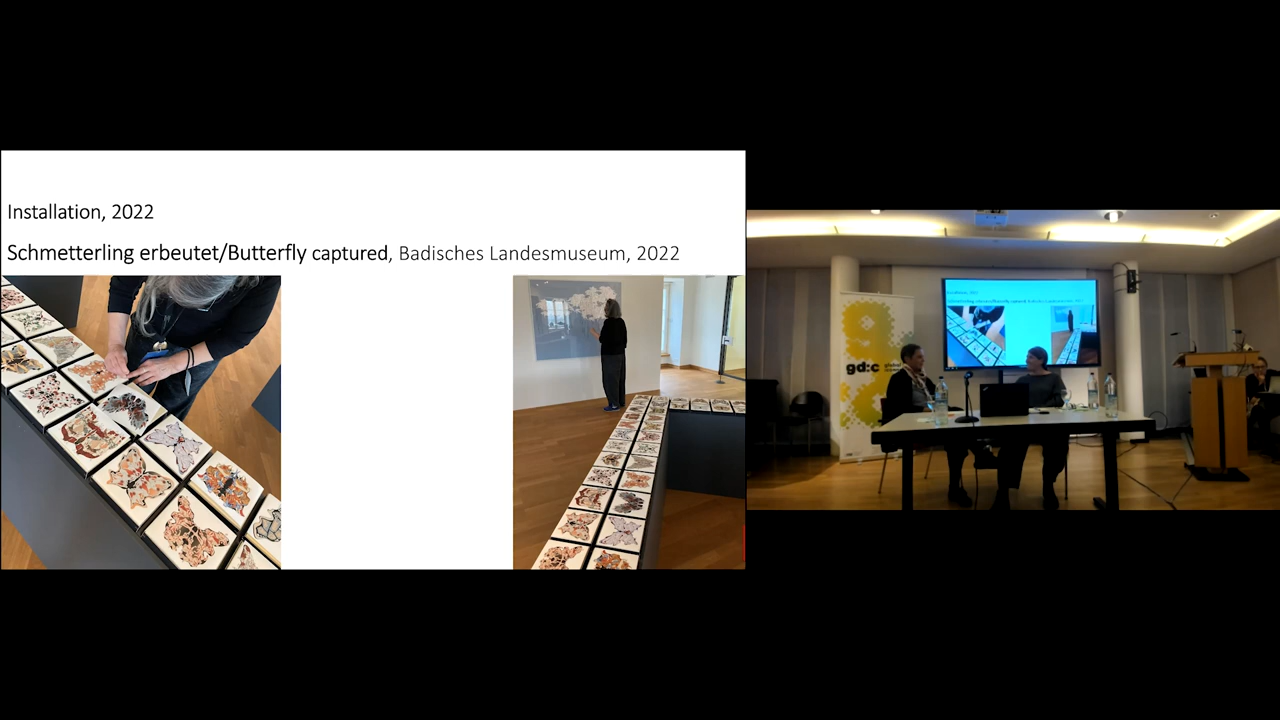 Installation, 2022
Schmetterling erbeutet/Butterfly captured, Badisches Landesmuseum, 2022
gd:c